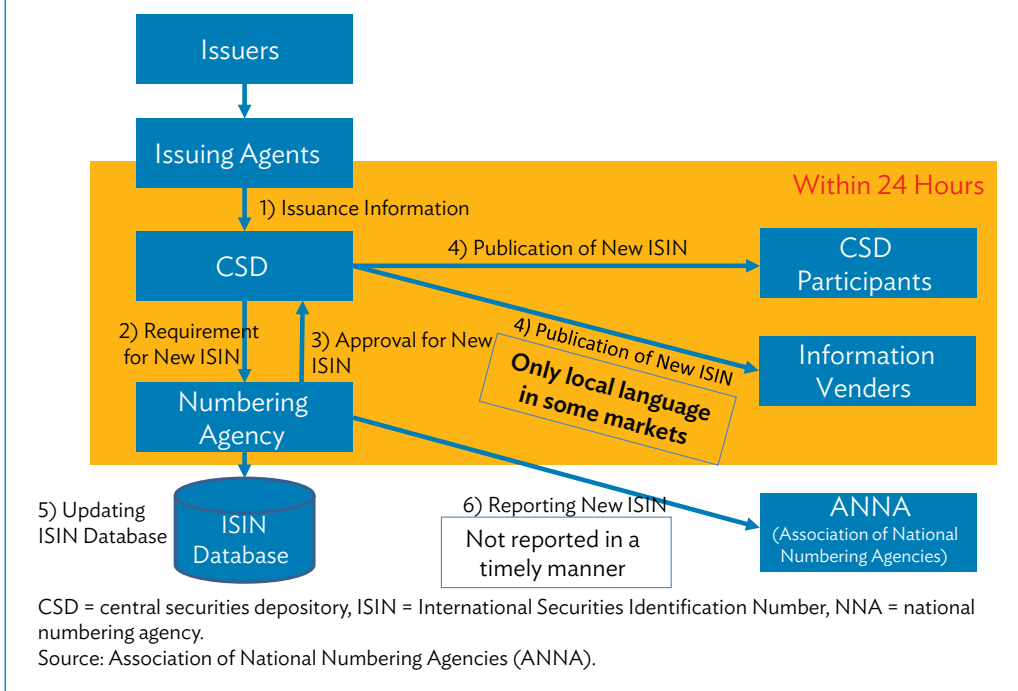 Issuers
Issuing Agents
Within 24 Hours
1) Issuance Information
CSD
4) Publication of New ISIN
CSD
Participants
2) Requirement
for New ISIN
3) Approval for New
ISIN
4) Publication of New ISIN
Only local language
in some markets
Information
Venders
Numbering
Agency
5) Updating
ISIN Database
ISIN
Database
6) Reporting New ISIN
Not reported in a
timely manner
ANNA
(Association of National
Numbering Agencies)
CSD = central securities depository, ISIN = International Securities Identification Number, NNA = national
numbering agency.
Source: Association of National Numbering Agencies (ANNA).